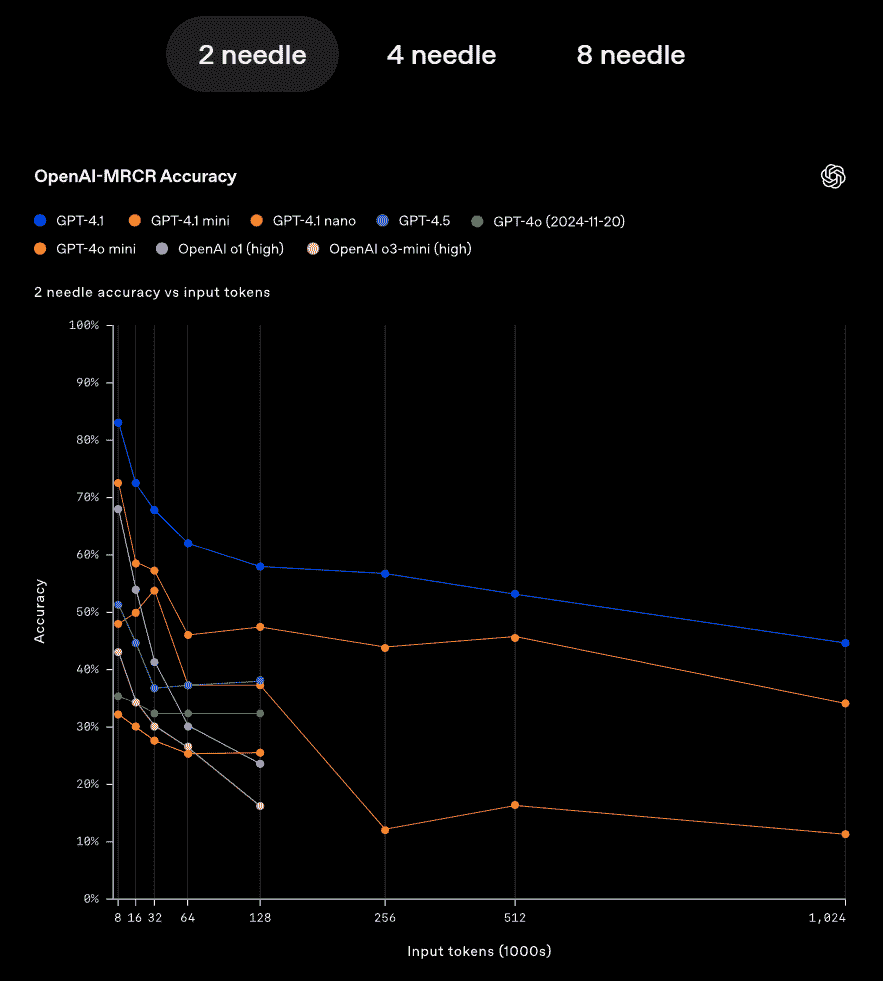 2 needle 4 needle 8 needle
OpenAI-MRCR Accuracy
GPT-4.1 GPT-4.1 mini GPT-4.1 nano GPT-4.5 GPT-4o (2024-11-20)
GPT-4o mini OpenAI o1 (high) OpenAI o3-mini (high)
2 needle accuracy vs input tokens
100%
90%
80%
70%
60%
50%
40%
30%
20%
10%
0%
Accuracy
8 16 32 64 128 256 512 1,024
Input tokens (1000s)